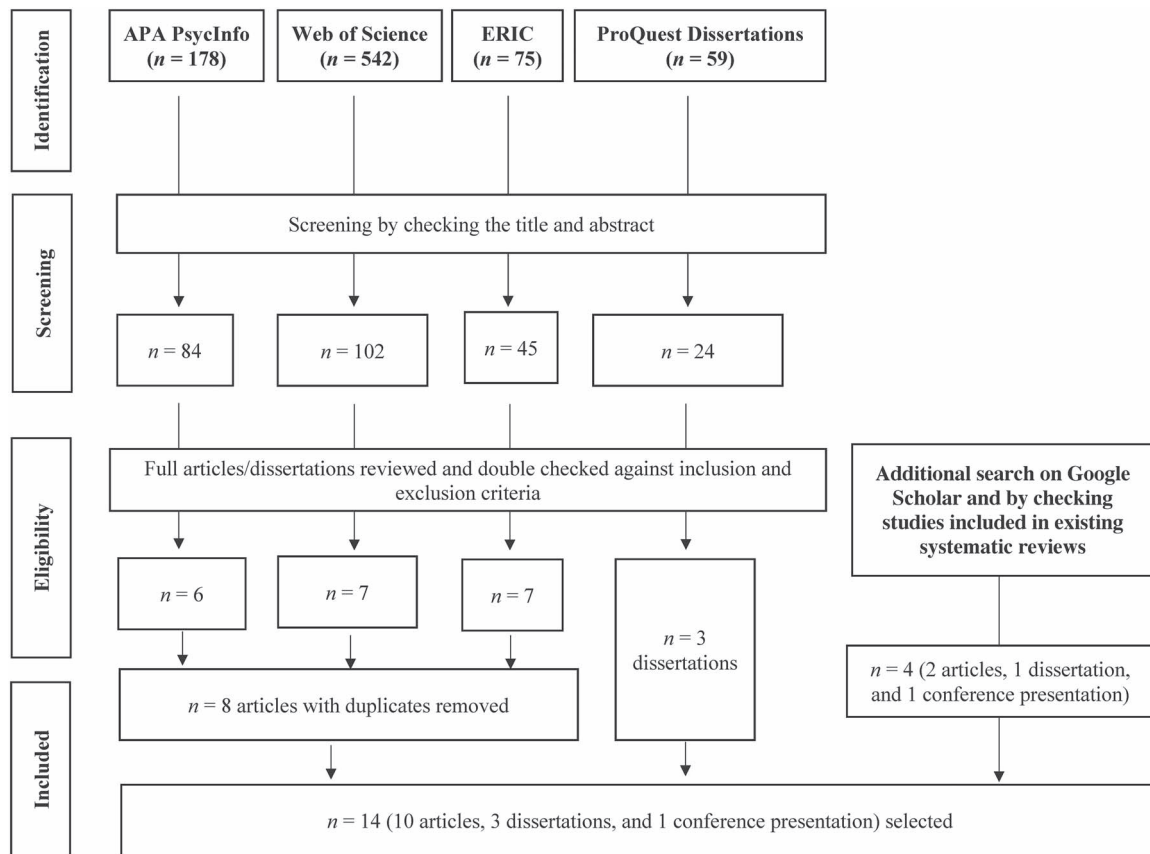 Identification
APA PsycInfo
(n = 178)
Web of Science
(n = 542)
ERIC
(n = 75)
ProQuest Dissertations
(n = 59)
Screening
Screening by checking the title and abstract
n = 84
n = 102
n = 45
n = 24
Eligibility
Full articles/dissertations reviewed and double checked against inclusion and
exclusion criteria
Additional search on Google
Scholar and by checking
studies included in existing
systematic reviews
n = 6
n = 7
n = 7
n = 3
dissertations
n = 4 (2 articles, 1 dissertation,
and 1 conference presentation)
Included
n = 8 articles with duplicates removed
n = 14 (10 articles, 3 dissertations, and 1 conference presentation) selected